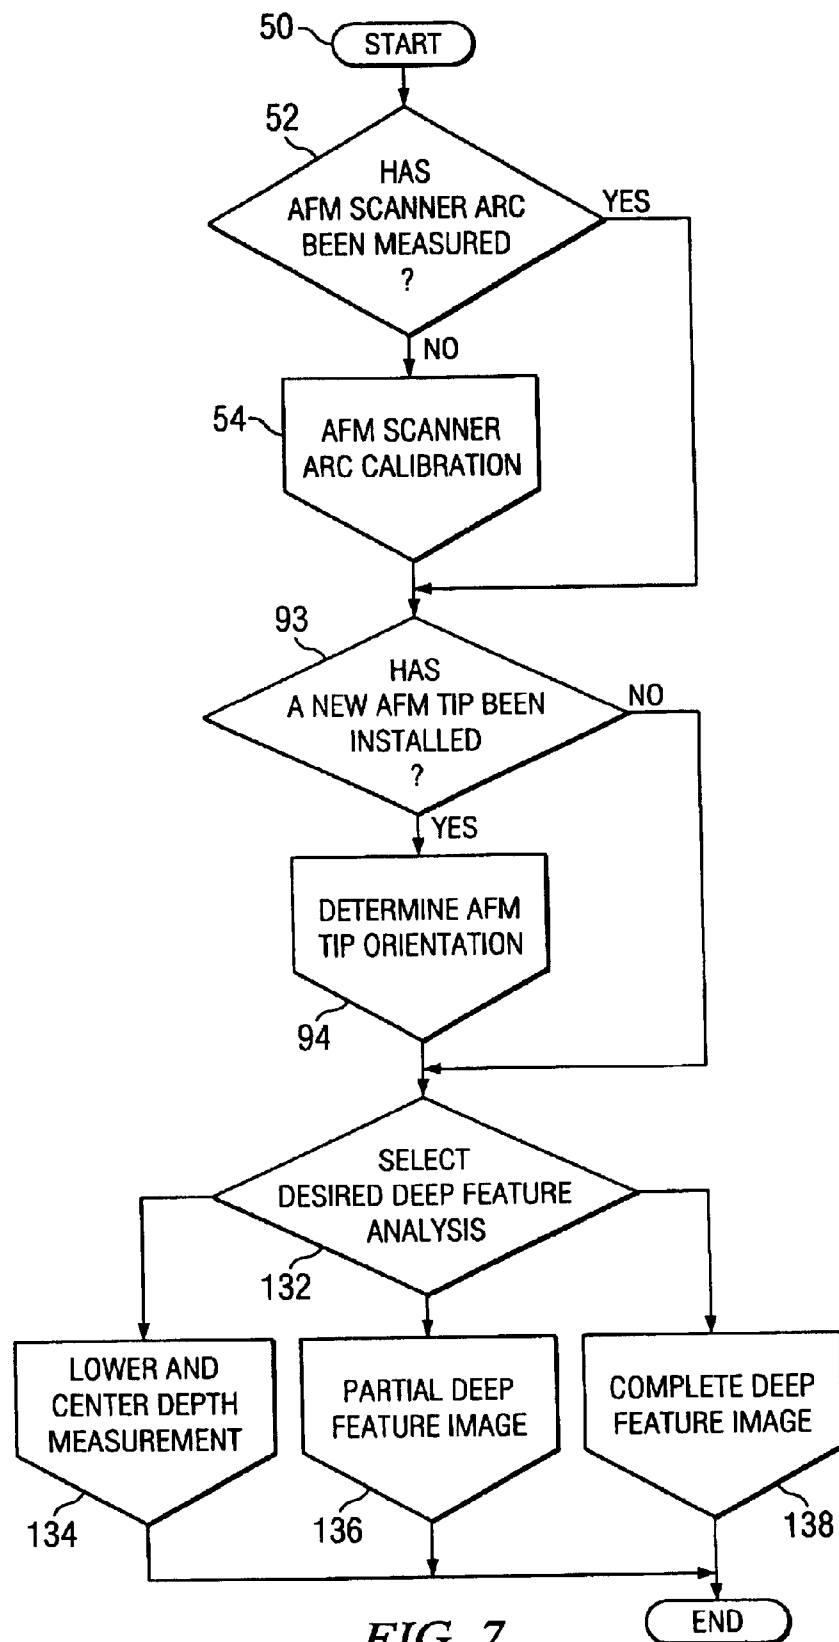 50
START
52
HAS
AFM SCANNER ARC
BEEN MEASURED
?
YES
NO
54
AFM SCANNER
ARC CALIBRATION
93
HAS
A NEW AFM TIP BEEN
INSTALLED
?
NO
YES
DETERMINE AFM
TIP ORIENTATION
94
SELECT
DESIRED DEEP FEATURE
ANALYSIS
132
LOWER AND
CENTER DEPTH
MEASUREMENT
134
PARTIAL DEEP
FEATURE IMAGE
136
COMPLETE DEEP
FEATURE IMAGE
138
END
FIG. 7